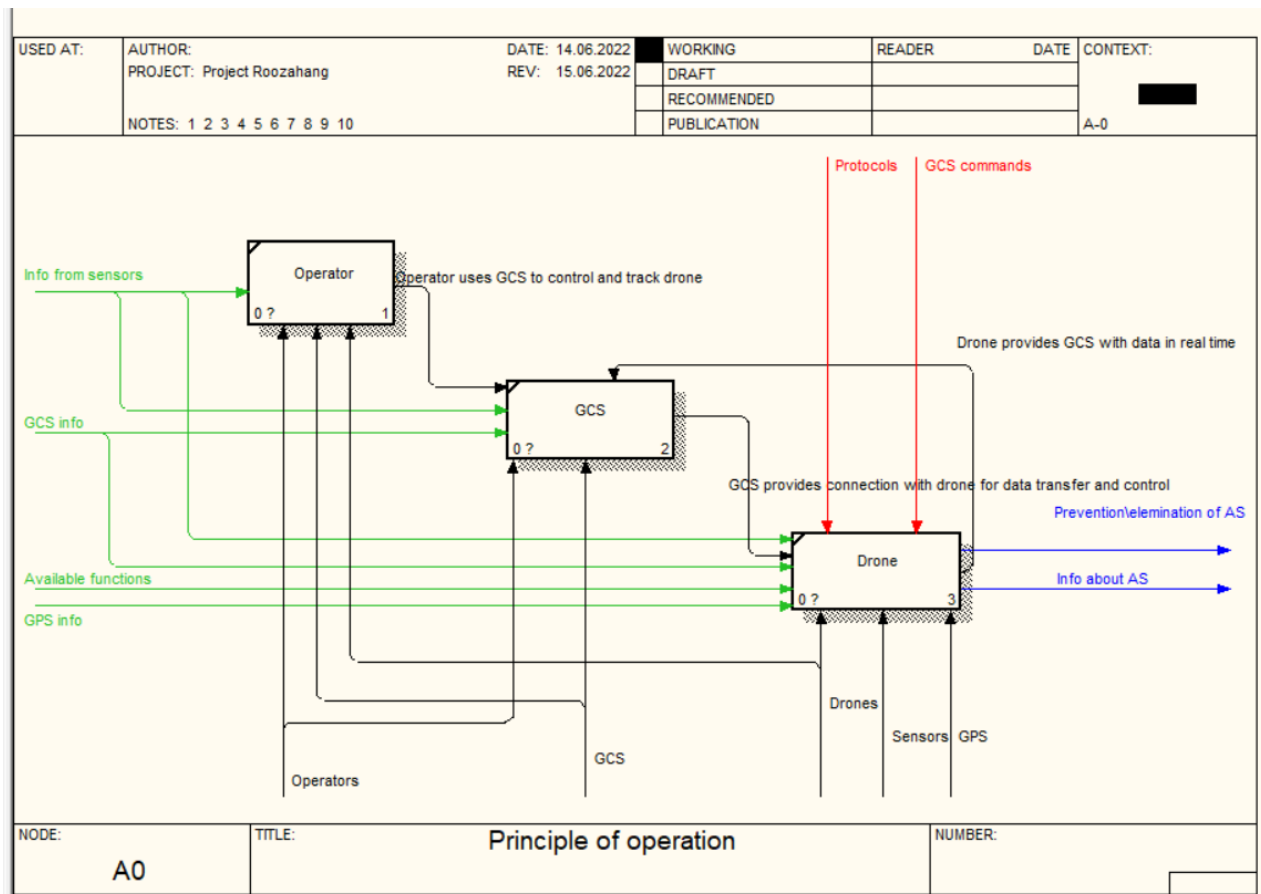 USED AT:
AUTHOR:
DATE: 14.06.2022
WORKING
READER
DATE
CONTEXT:
PROJECT: Project Roozahang
REV: 15.06.2022
DRAFT
RECOMMENDED
NOTES: 1 2 3 4 5 6 7 8 9 10
PUBLICATION
A-0
Protocols
GCS commands
Info from sensors
Operator
0 ?
1
Operator uses GCS to control and track drone
Drone provides GCS with data in real time
GCS info
GCS
0 ?
2
GCS provides connection with drone for data transfer and control
Prevention\elemination of AS
Available functions
Drone
0 ?
3
Info about AS
GPS info
Drones
Sensors
GPS
GCS
Operators
NODE:
A0
TITLE:
Principle of operation
NUMBER: